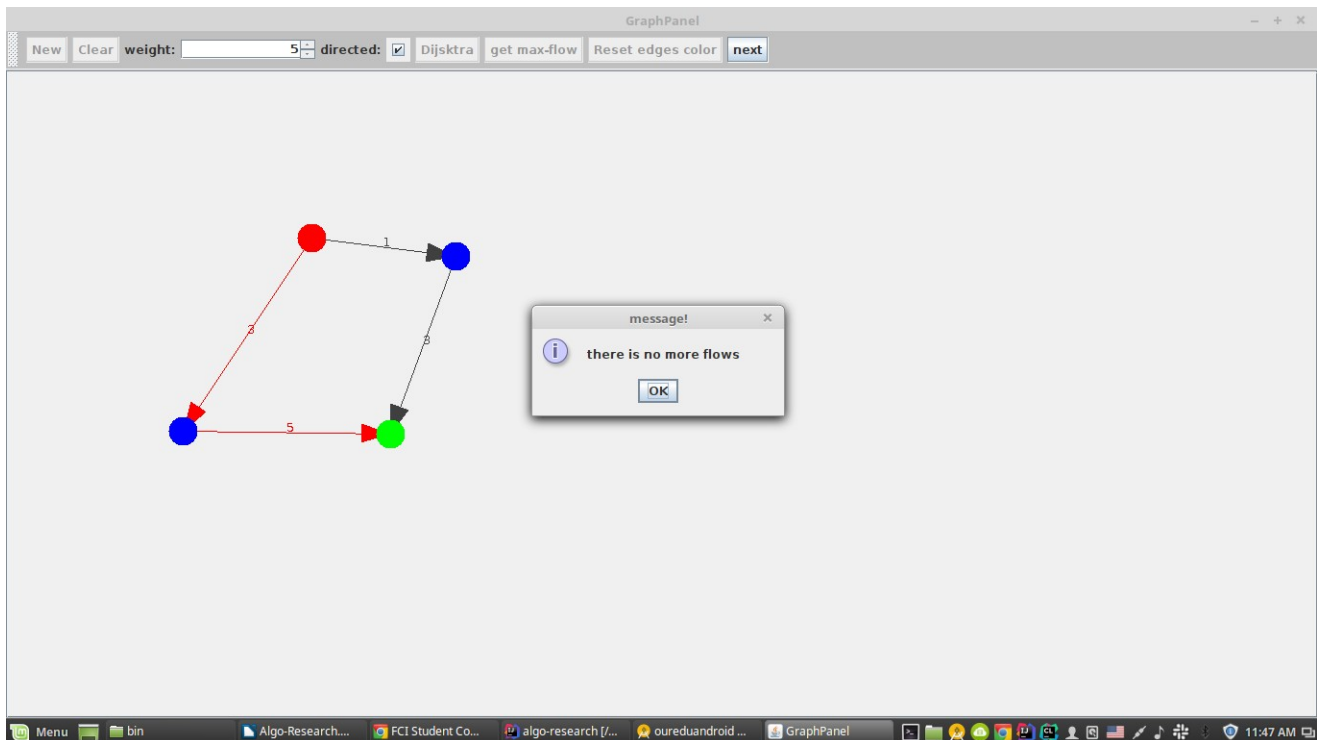 GraphPanel
New Clear weight: 5 directed: Dijsktra get max-flow Reset edges color next
1
3
3
5
message!
there is no more flows
OK
Menu bin Algo-Research.... FCI Student Co... algo-research [/... oureduandroid ... GraphPanel 11:47 AM